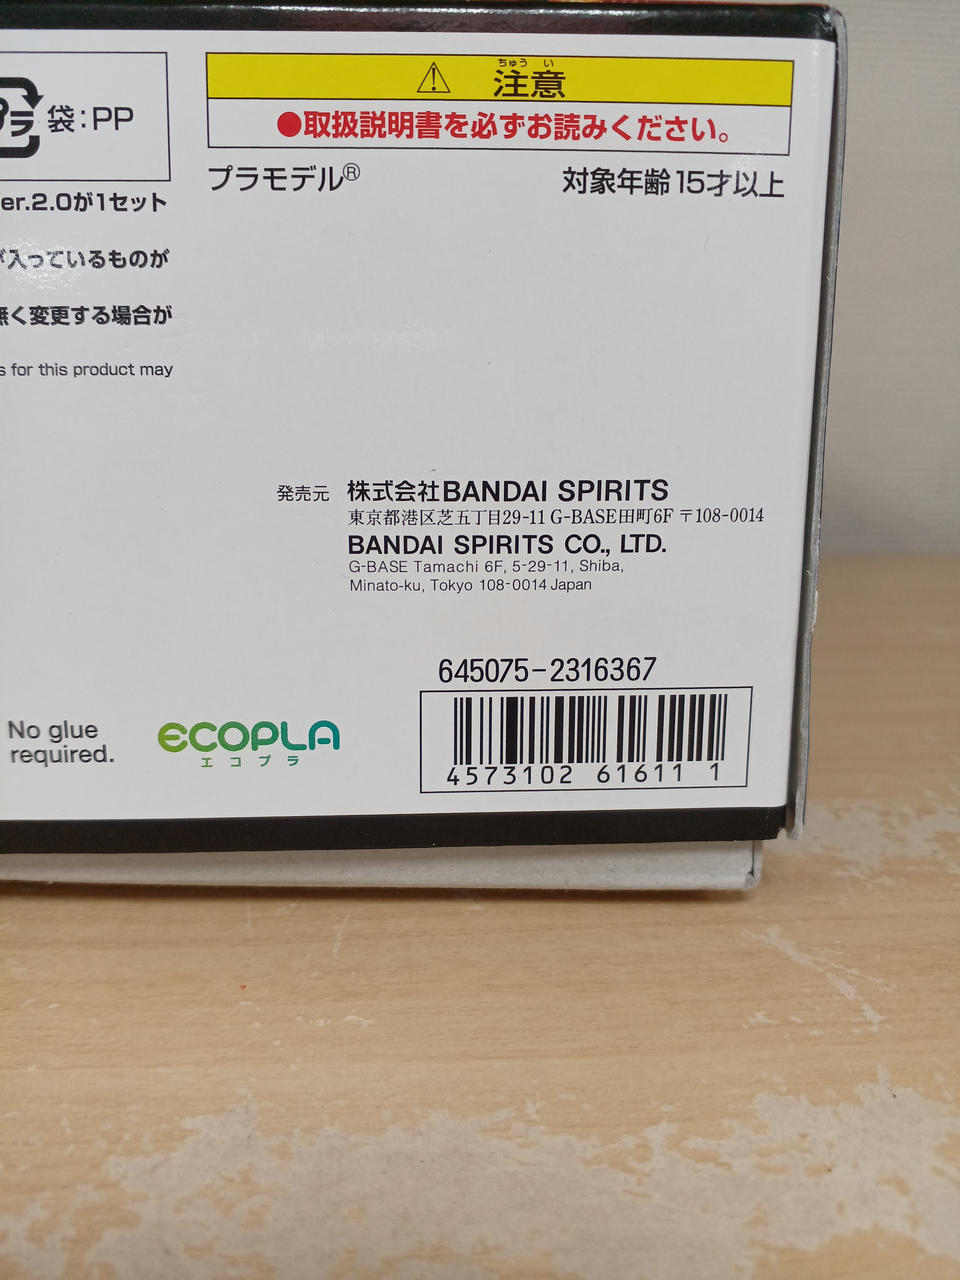 プラ 袋:PP
ちゅう い
⚠ 注意
●取扱説明書を必ずお読みください。
プラモデル® 対象年齢15才以上
er.2.0が1セット
が入っているものが
無く変更する場合が
s for this product may
発売元 株式会社BANDAI SPIRITS
東京都港区芝五丁目29-11 G-BASE田町6F 〒108-0014
BANDAI SPIRITS CO., LTD.
G-BASE Tamachi 6F, 5-29-11, Shiba,
Minato-ku, Tokyo 108-0014 Japan
645075-2316367
4573102 61611 1
No glue
required.
ECOPLA
エコプラ